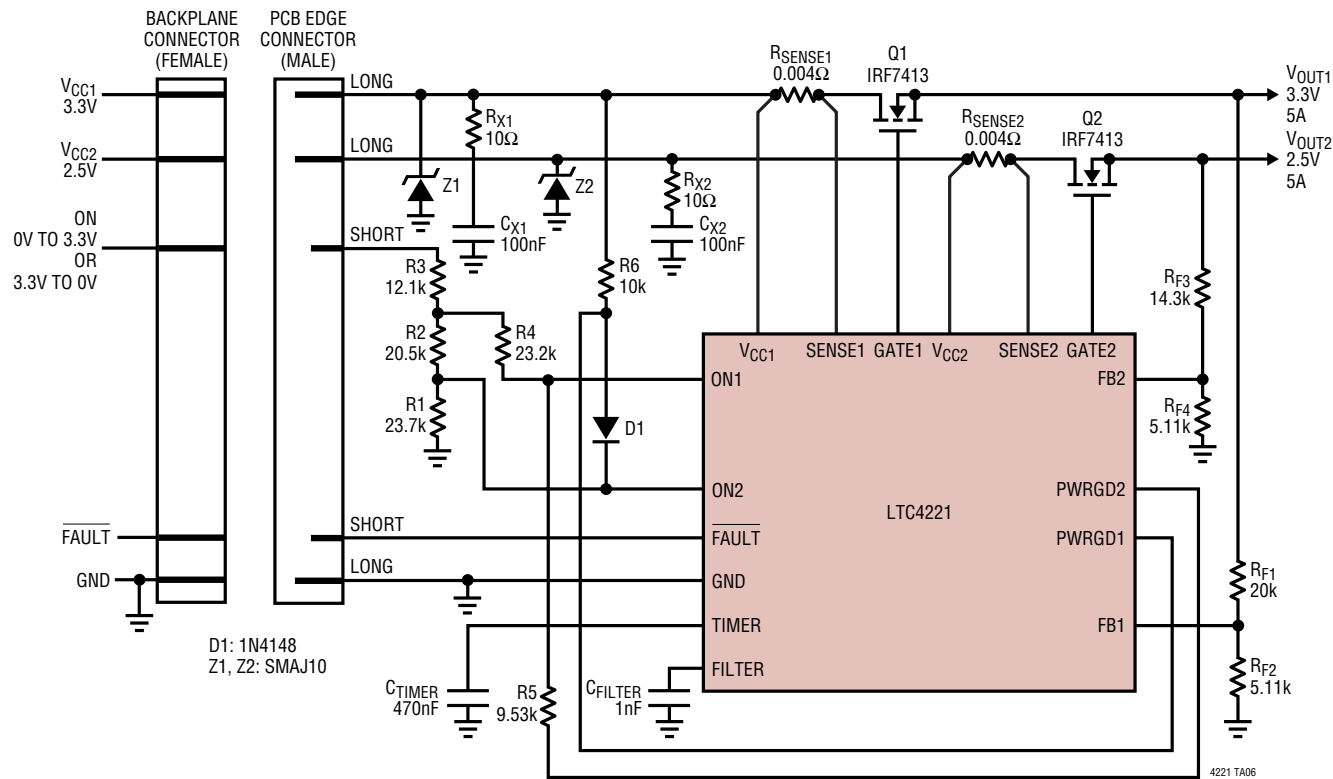 BACKPLANE
CONNECTOR
(FEMALE)
PCB EDGE
CONNECTOR
(MALE)
VCC1
3.3V
VCC2
2.5V
ON
0V TO 3.3V
OR
3.3V TO 0V
FAULT
GND
LONG
LONG
SHORT
SHORT
LONG
Z1
RX1
10Ω
CX1
100nF
Z2
RX2
10Ω
CX2
100nF
RSENSE1
0.004Ω
Q1
IRF7413
RSENSE2
0.004Ω
Q2
IRF7413
VOUT1
3.3V
5A
VOUT2
2.5V
5A
R3
12.1k
R2
20.5k
R1
23.7k
R4
23.2k
R6
10k
D1
RF3
14.3k
RF4
5.11k
RF1
20k
RF2
5.11k
VCC1 SENSE1 GATE1 VCC2 SENSE2 GATE2
ON1
ON2
FAULT
GND
TIMER
FILTER
LTC4221
FB2
PWRGD2
PWRGD1
FB1
D1: 1N4148
Z1, Z2: SMAJ10
CTIMER
470nF
R5
9.53k
CFILTER
1nF
4221 TA06